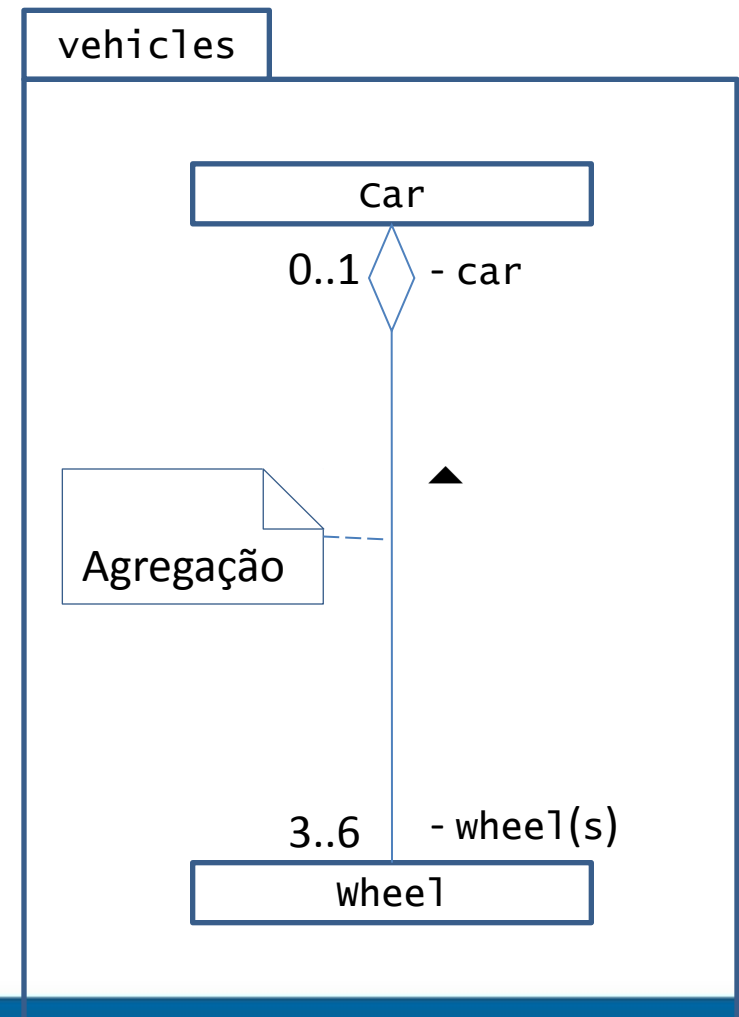 vehicles
Car
0..1 - car
Agregação
3..6 - wheel(s)
Wheel